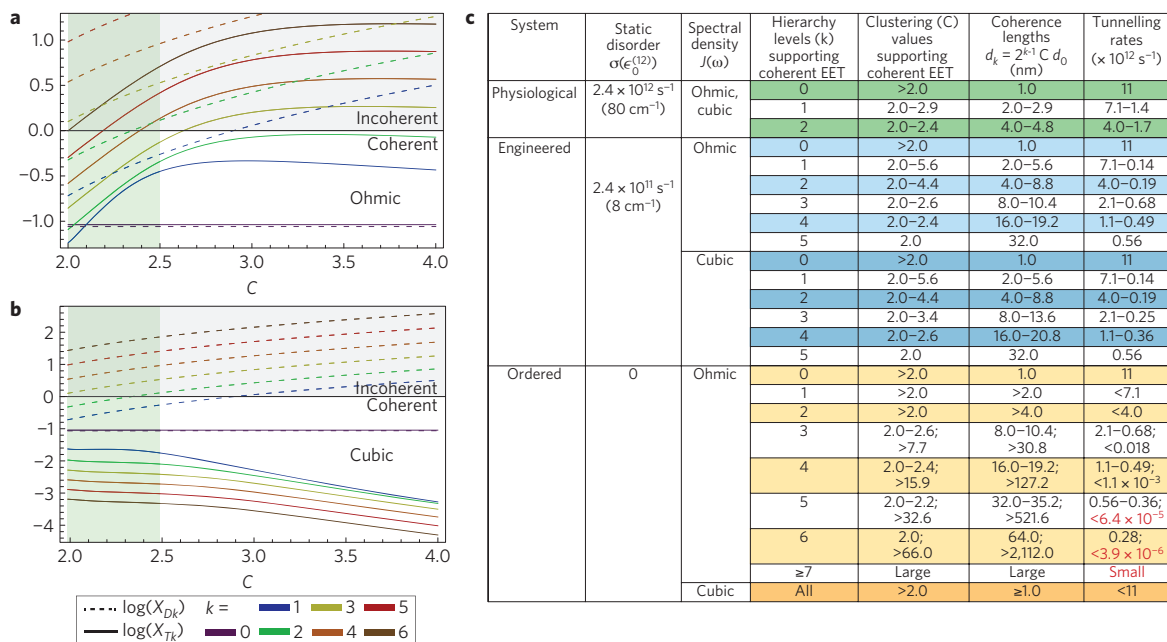 a
1.0
0.5
0.0
−0.5
−1.0
Incoherent
Coherent
Ohmic
2.0 2.5 3.0 3.5 4.0
C
b
2
1
0
−1
−2
−3
−4
Incoherent
Coherent
Cubic
2.0 2.5 3.0 3.5 4.0
C
log(X_Dk) k = 1 3 5
log(X_Tk) 0 2 4 6
c
System
Static
disorder
σ(ϵ₀⁽¹²⁾)
Spectral
density
J(ω)
Hierarchy
levels (k)
supporting
coherent EET
Clustering (C)
values
supporting
coherent EET
Coherence
lengths
d_k = 2^(k-1) C d_0
(nm)
Tunnelling
rates
(× 10¹² s⁻¹)
Physiological 2.4 × 10¹² s⁻¹ Ohmic, 0 >2.0 1.0 11
(80 cm⁻¹) cubic 1 2.0–2.9 2.0–2.9 7.1–1.4
2 2.0–2.4 4.0–4.8 4.0–1.7
Engineered Ohmic 0 >2.0 1.0 11
1 2.0–5.6 2.0–5.6 7.1–0.14
2.4 × 10¹¹ s⁻¹ 2 2.0–4.4 4.0–8.8 4.0–0.19
(8 cm⁻¹) 3 2.0–2.6 8.0–10.4 2.1–0.68
4 2.0–2.4 16.0–19.2 1.1–0.49
5 2.0 32.0 0.56
Cubic 0 >2.0 1.0 11
1 2.0–5.6 2.0–5.6 7.1–0.14
2 2.0–4.4 4.0–8.8 4.0–0.19
3 2.0–3.4 8.0–13.6 2.1–0.25
4 2.0–2.6 16.0–20.8 1.1–0.36
5 2.0 32.0 0.56
Ordered 0 Ohmic 0 >2.0 1.0 11
1 >2.0 >2.0 <7.1
2 >2.0 >4.0 <4.0
3 2.0–2.6; 8.0–10.4; 2.1–0.68;
>7.7 >30.8 <0.018
4 2.0–2.4; 16.0–19.2; 1.1–0.49;
>15.9 >127.2 <1.1 × 10⁻³
5 2.0–2.2; 32.0–35.2; 0.56–0.36;
>32.6 >521.6 <6.4 × 10⁻⁵
6 2.0; 64.0; 0.28;
>66.0 >2,112.0 <3.9 × 10⁻⁶
≥7 Large Large Small
Cubic All >2.0 ≥1.0 <11